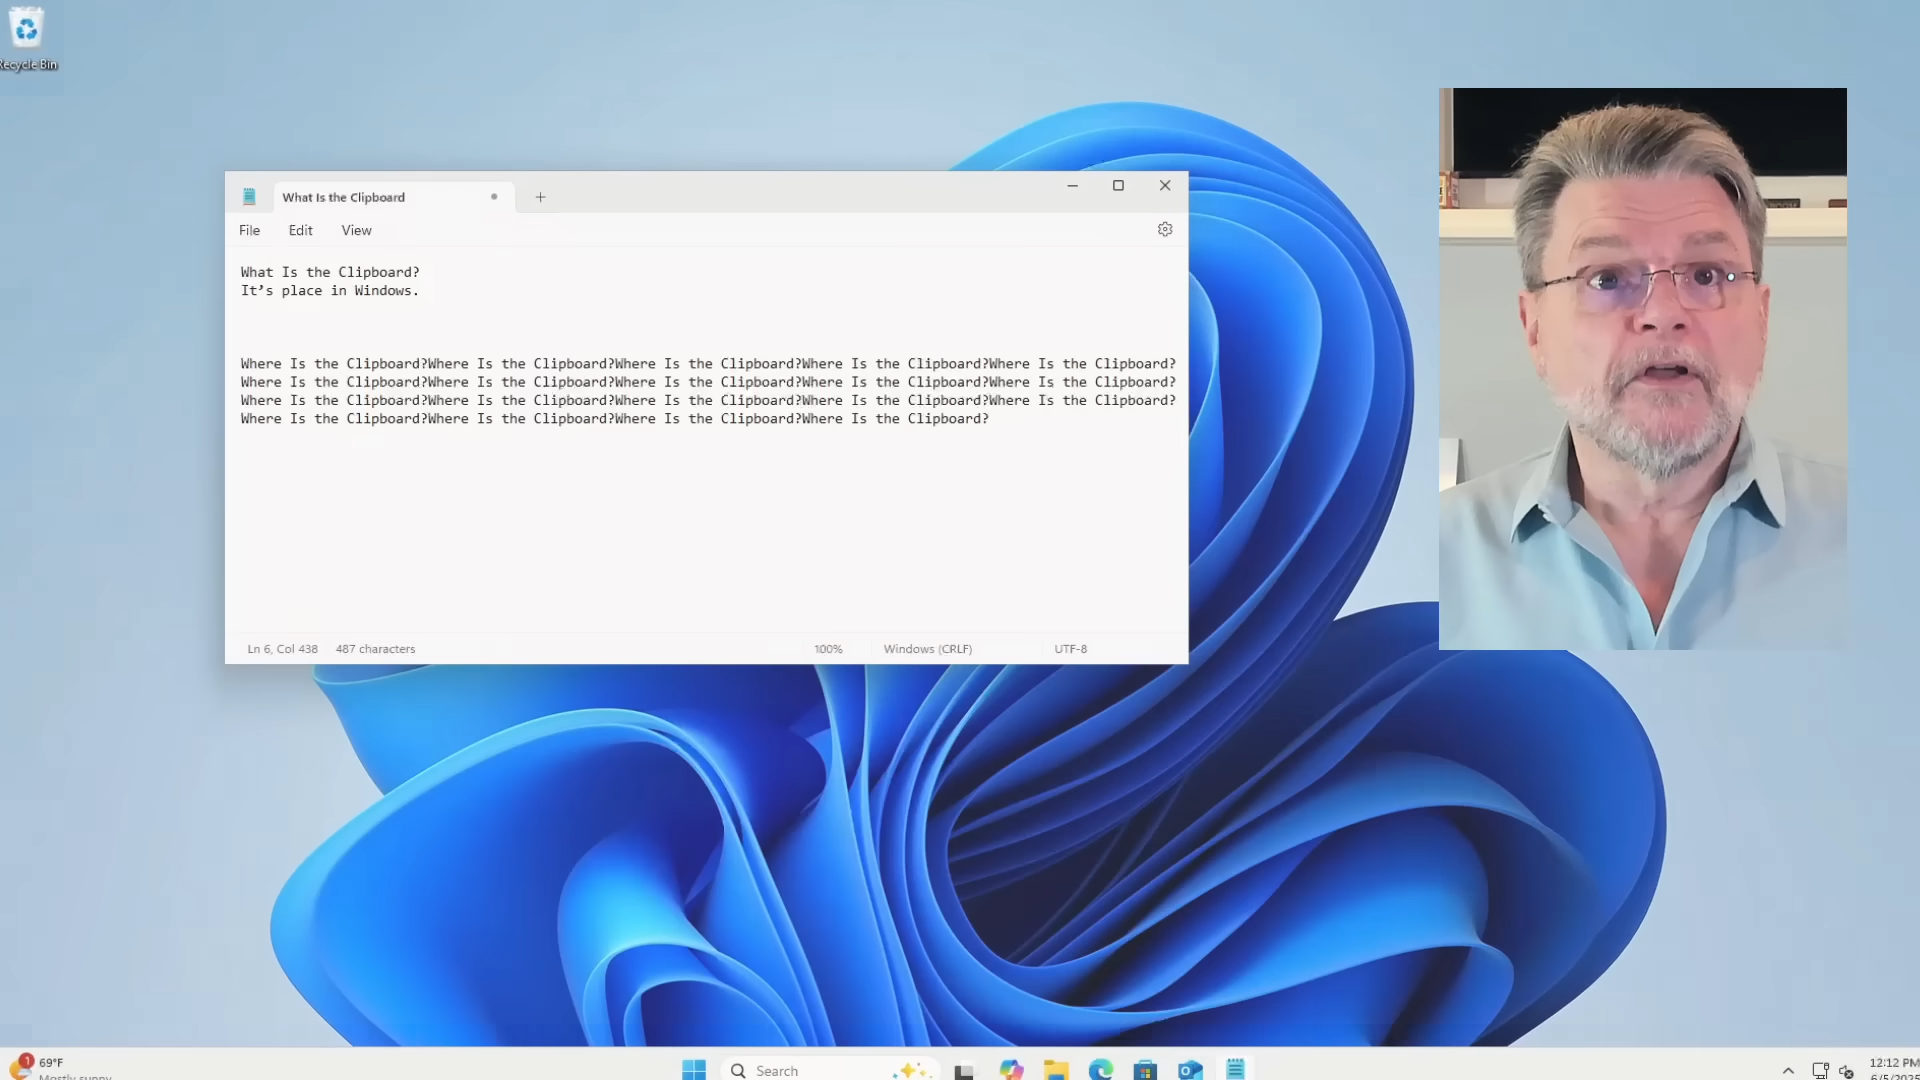 Recycle Bin
What Is the Clipboard
File Edit View
What Is the Clipboard?
It’s place in Windows.
Where Is the Clipboard?Where Is the Clipboard?Where Is the Clipboard?Where Is the Clipboard?Where Is the Clipboard?
Where Is the Clipboard?Where Is the Clipboard?Where Is the Clipboard?Where Is the Clipboard?Where Is the Clipboard?
Where Is the Clipboard?Where Is the Clipboard?Where Is the Clipboard?Where Is the Clipboard?Where Is the Clipboard?
Where Is the Clipboard?Where Is the Clipboard?Where Is the Clipboard?Where Is the Clipboard?
Ln 6, Col 438 487 characters 100% Windows (CRLF) UTF-8
1 69°F
Mostly sunny
Search
12:12 PM